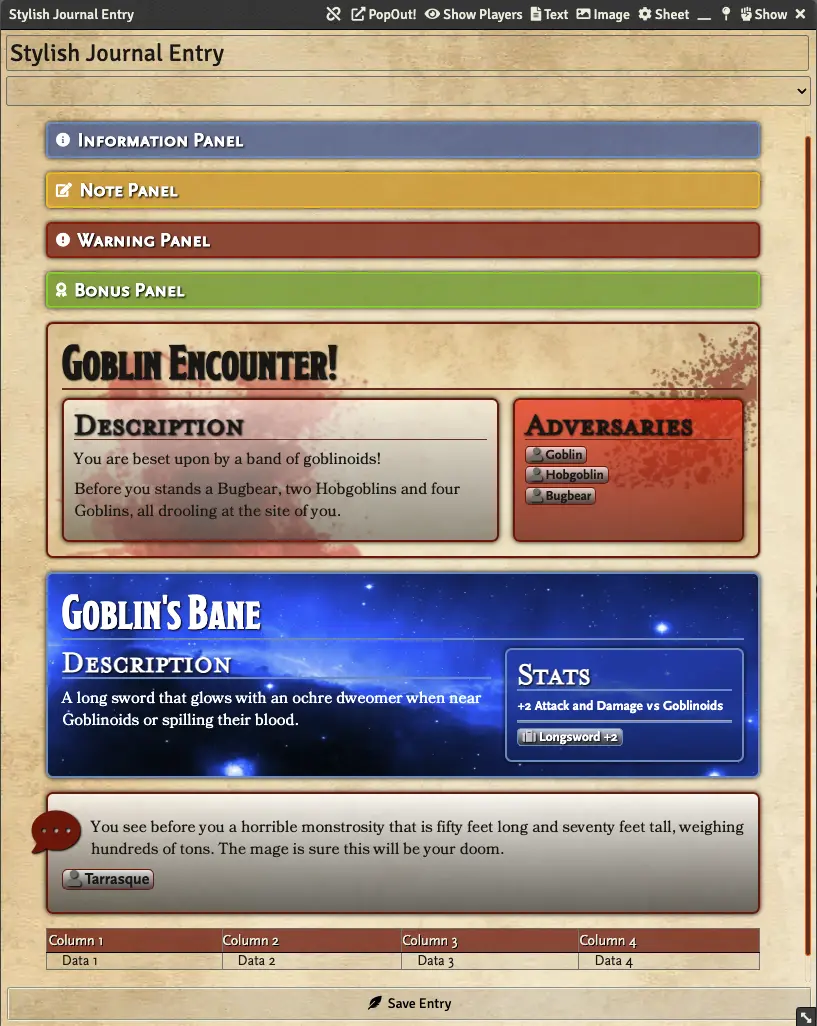 Stylish Journal Entry PopOut! Show Players Text Image Sheet Show
Stylish Journal Entry
Information Panel
Note Panel
Warning Panel
Bonus Panel
Goblin Encounter!
Description
You are beset upon by a band of goblinoids!
Before you stands a Bugbear, two Hobgoblins and four
Goblins, all drooling at the site of you.
Adversaries
Goblin
Hobgoblin
Bugbear
Goblin's Bane
Description
A long sword that glows with an ochre dweomer when near
Goblinoids or spilling their blood.
Stats
+2 Attack and Damage vs Goblinoids
Longsword +2
You see before you a horrible monstrosity that is fifty feet long and seventy feet tall, weighing
hundreds of tons. The mage is sure this will be your doom.
Tarrasque
Column 1 Column 2 Column 3 Column 4
Data 1 Data 2 Data 3 Data 4
Save Entry